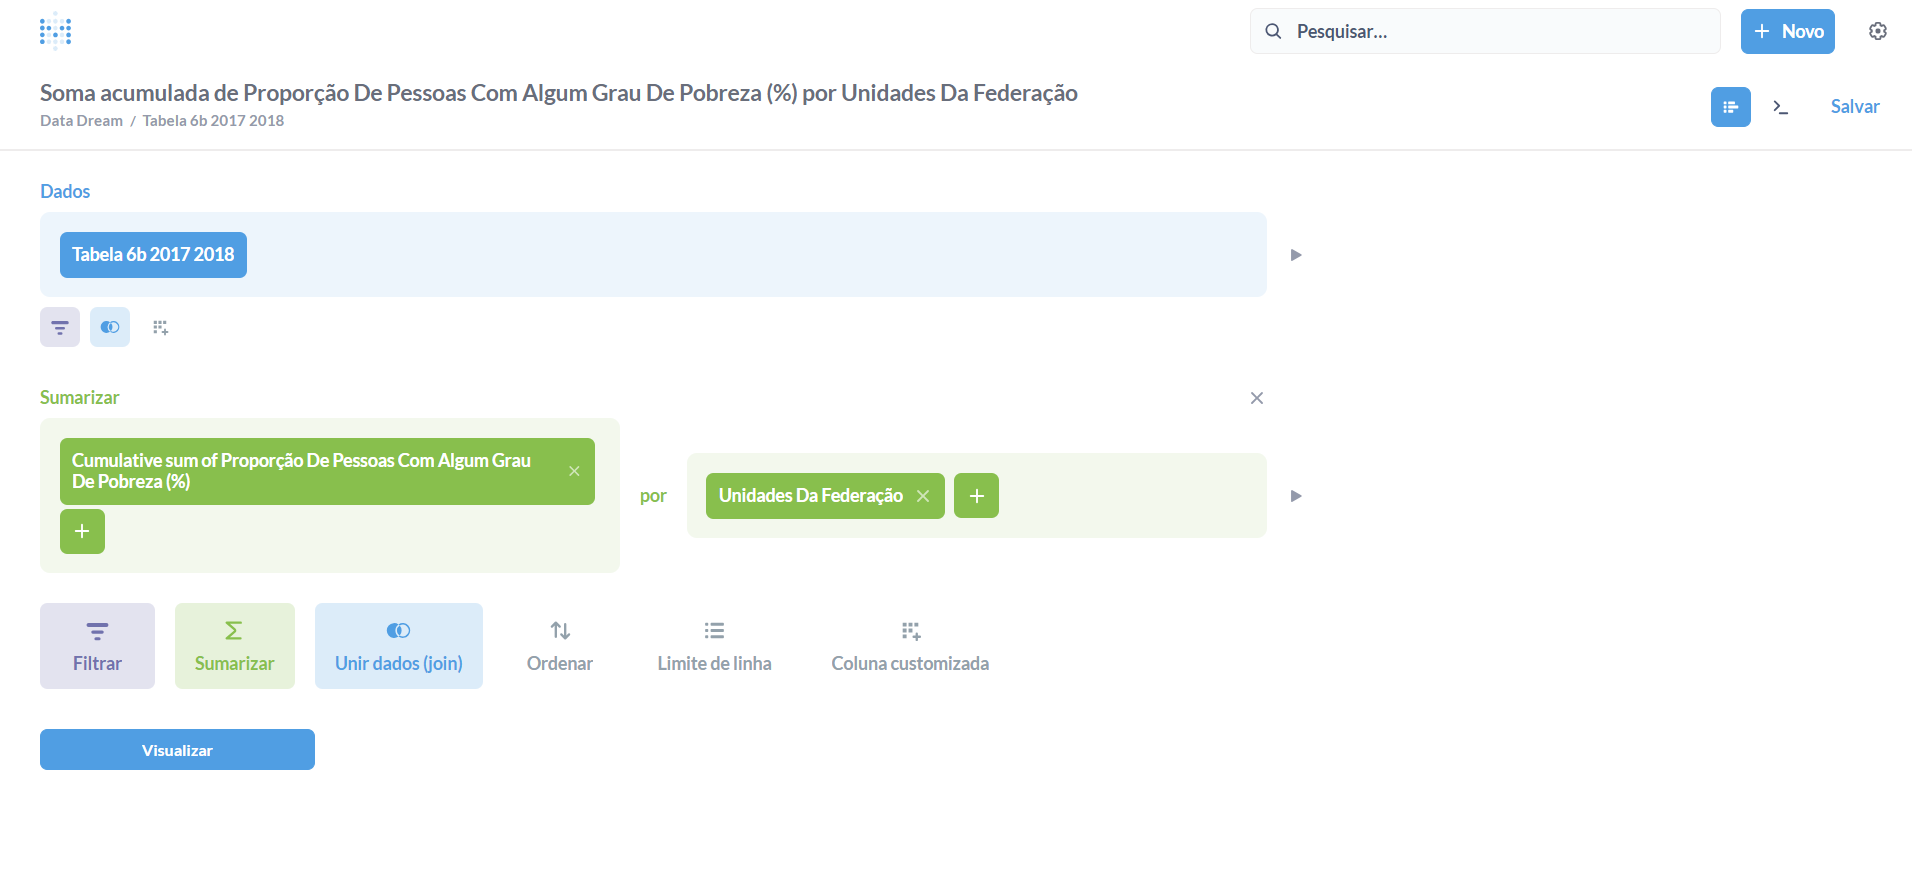 Pesquisar...
Novo
Soma acumulada de Proporção De Pessoas Com Algum Grau De Pobreza (%) por Unidades Da Federação
Data Dream / Tabela 6b 2017 2018
Salvar
Dados
Tabela 6b 2017 2018
Sumarizar
Cumulative sum of Proporção De Pessoas Com Algum Grau
De Pobreza (%)
por
Unidades Da Federação
Filtrar
Sumarizar
Unir dados (join)
Ordenar
Limite de linha
Coluna customizada
Visualizar